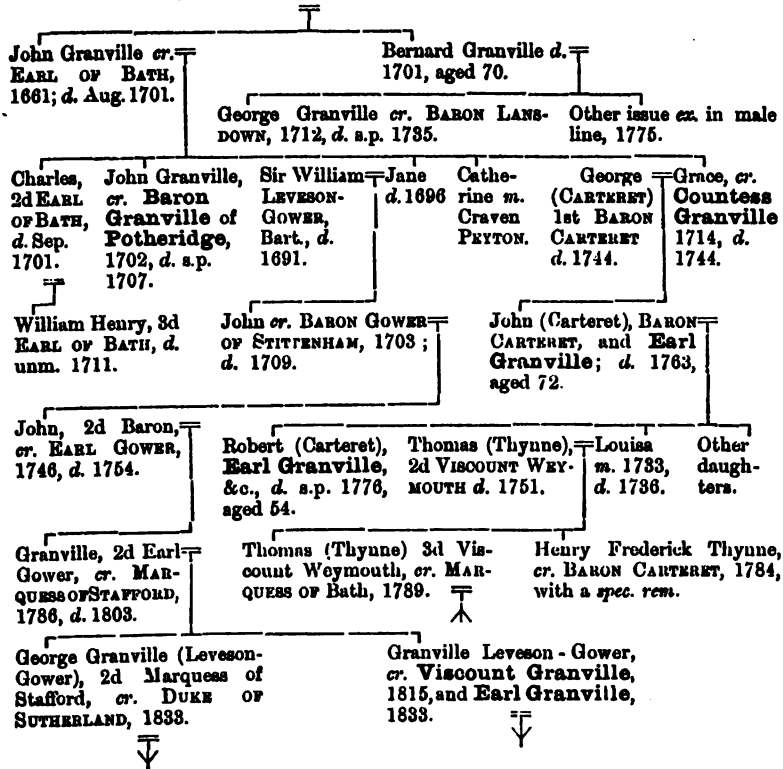 John Granville cr.
EARL OF BATH,
1661; d. Aug. 1701.
Bernard Granville d.
1701, aged 70.
George Granville cr. BARON LANS-
DOWN, 1712, d. s.p. 1735.
Other issue ex. in male
line, 1775.
Charles,
2d EARL
OF BATH,
d. Sep.
1701.
John Granville,
cr. Baron
Granville of
Potheridge,
1702, d. s.p.
1707.
Sir William
LEVESON-
GOWER,
Bart., d.
1691.
Jane
d. 1696
Cathe-
rine m.
Craven
PEYTON.
George
(CARTERET)
1st BARON
CARTERET
d. 1744.
Grace, cr.
Countess
Granville
1714, d.
1744.
William Henry, 3d
EARL OF BATH, d.
unm. 1711.
John cr. BARON GOWER
OF STITTENHAM, 1703;
d. 1709.
John (Carteret), BARON
CARTERET, and Earl
Granville; d. 1763,
aged 72.
John, 2d Baron,
cr. EARL GOWER,
1746, d. 1754.
Robert (Carteret),
Earl Granville,
&c., d. s.p. 1776,
aged 54.
Thomas (Thynne),
2d VISCOUNT WEY-
MOUTH d. 1751.
Louisa
m. 1733,
d. 1736.
Other
daugh-
ters.
Granville, 2d Earl
Gower, cr. MAR-
QUESS OF STAFFORD,
1786, d. 1803.
Thomas (Thynne) 3d Vis-
count Weymouth, cr. MAR-
QUESS OF Bath, 1789.
Henry Frederick Thynne,
cr. BARON CARTERET, 1784,
with a spec. rem.
George Granville (Leveson-
Gower), 2d Marquess of
Stafford, cr. DUKE OF
SUTHERLAND, 1833.
Granville Leveson-Gower,
cr. Viscount Granville,
1815, and Earl Granville,
1833.